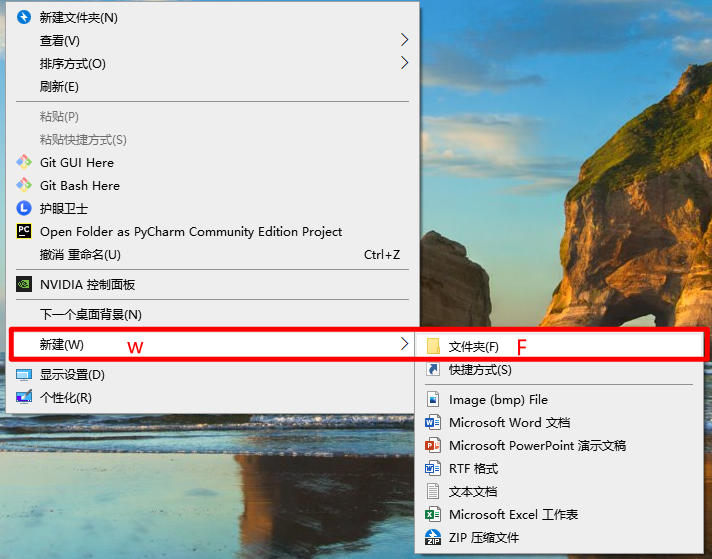 新建文件夹(N)
查看(V)
排序方式(O)
刷新(E)
粘贴(P)
粘贴快捷方式(S)
Git GUI Here
Git Bash Here
护眼卫士
PC
Open Folder as PyCharm Community Edition Project
撤消 重命名(U) Ctrl+Z
NVIDIA 控制面板
下一个桌面背景(N)
新建(W) w
显示设置(D)
个性化(R)
文件夹(F) F
快捷方式(S)
Image (bmp) File
Microsoft Word 文档
Microsoft PowerPoint 演示文稿
RTF 格式
文本文档
Microsoft Excel 工作表
ZIP ZIP 压缩文件